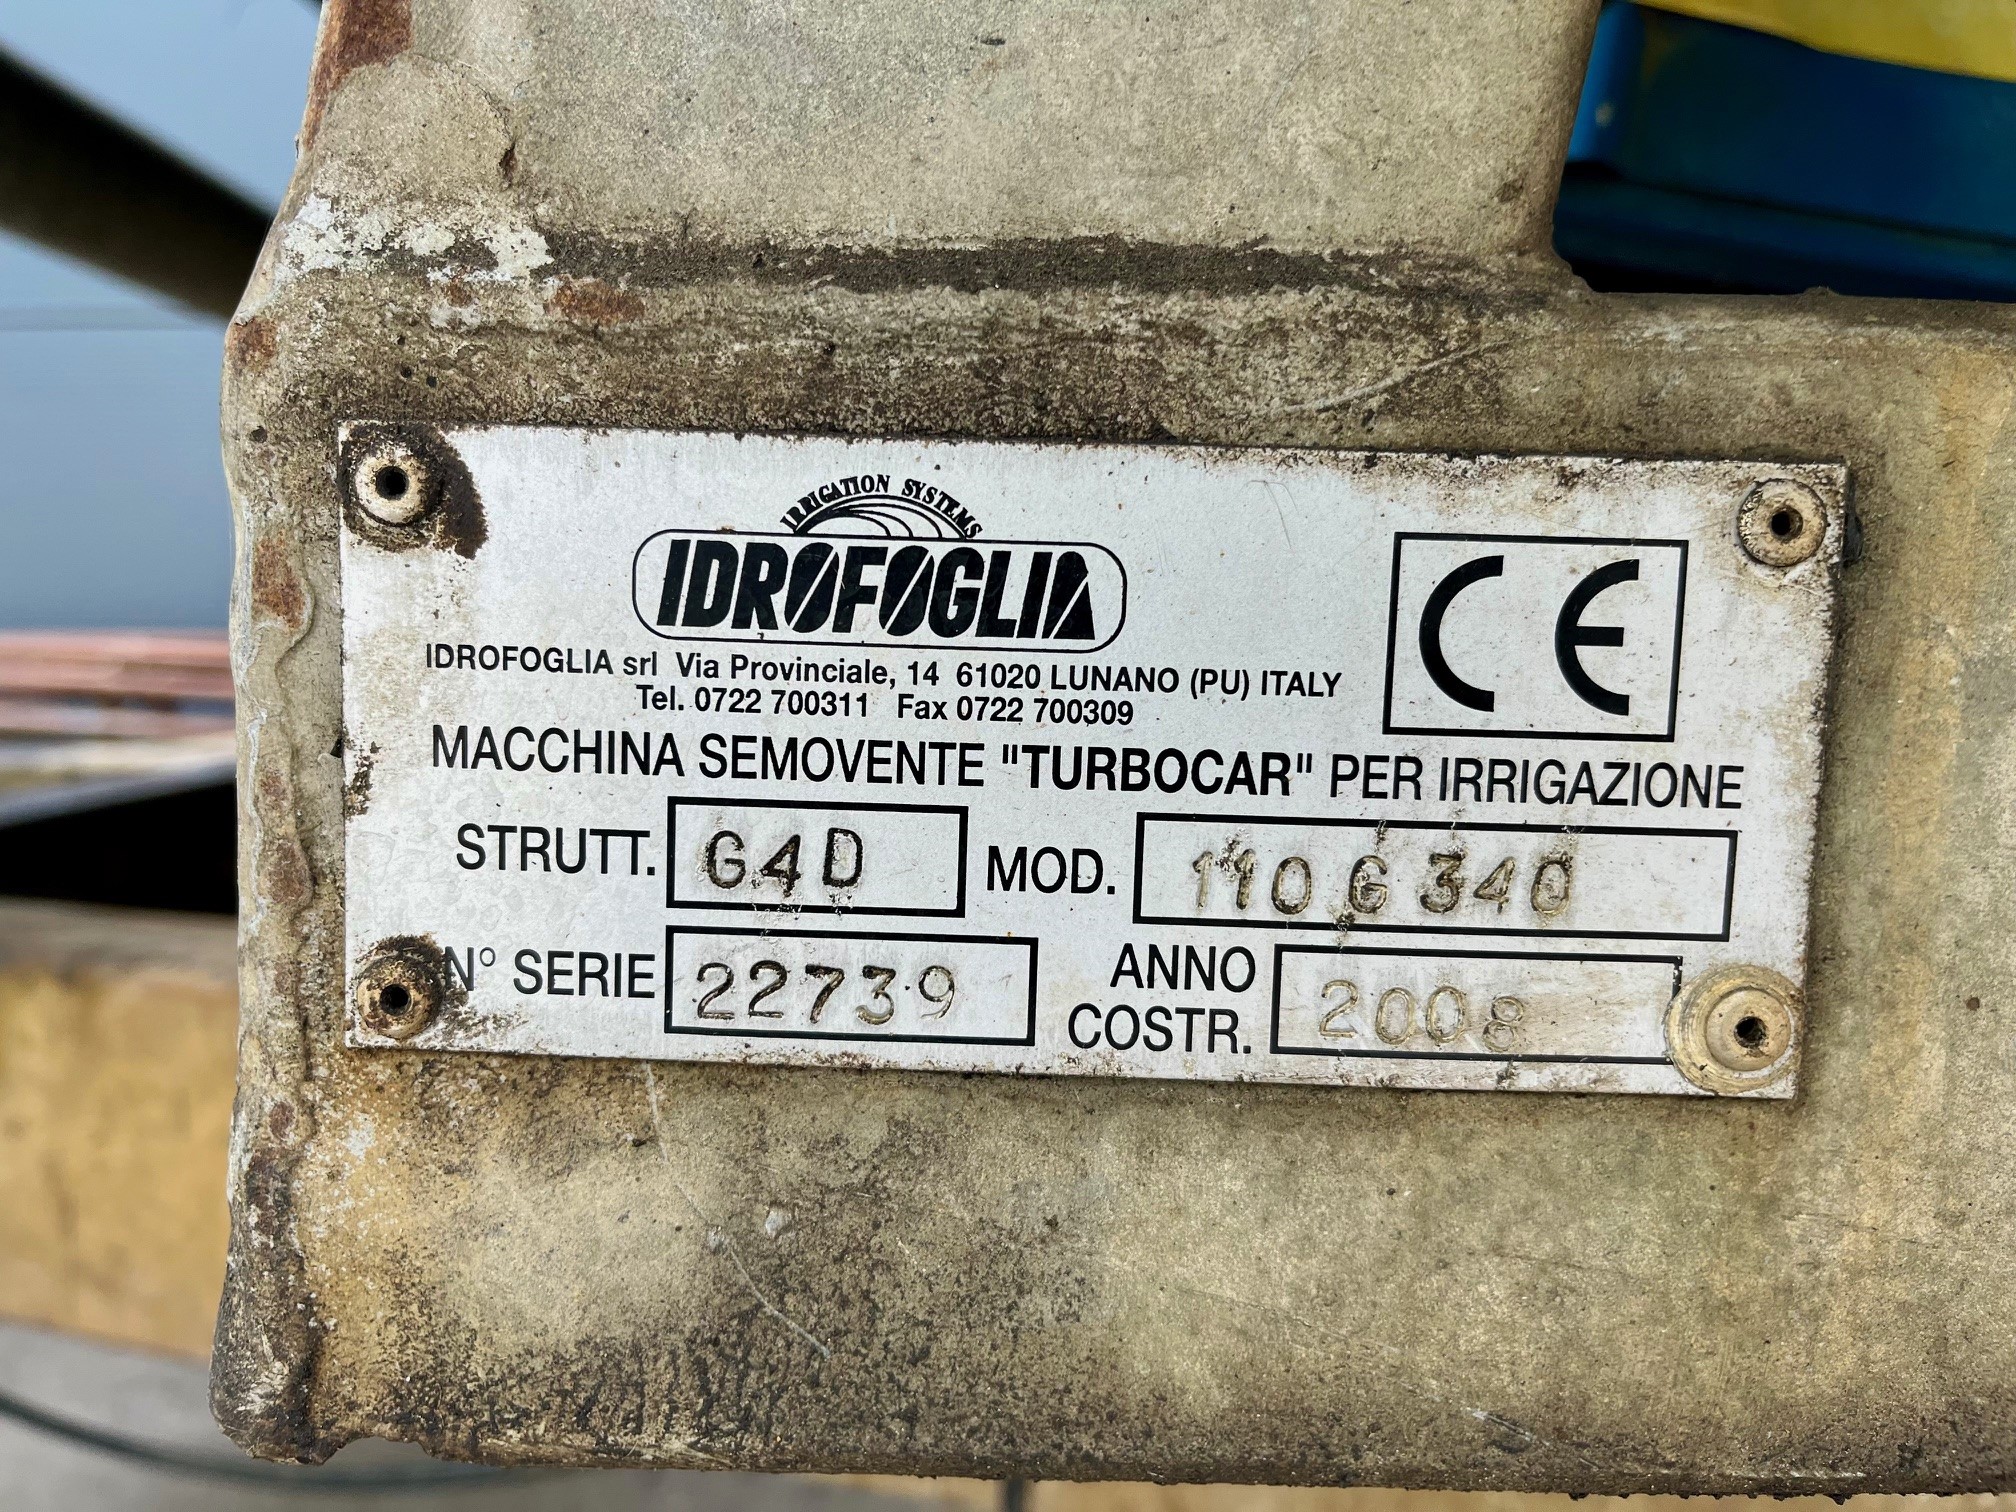 IRRIGATION SYSTEMS
IDROFOGLIA
CE
IDROFOGLIA srl Via Provinciale, 14 61020 LUNANO (PU) ITALY
Tel. 0722 700311 Fax 0722 700309
MACCHINA SEMOVENTE "TURBOCAR" PER IRRIGAZIONE
STRUTT. G4D MOD. 110 G 340
N° SERIE 22739 ANNO COSTR. 2008